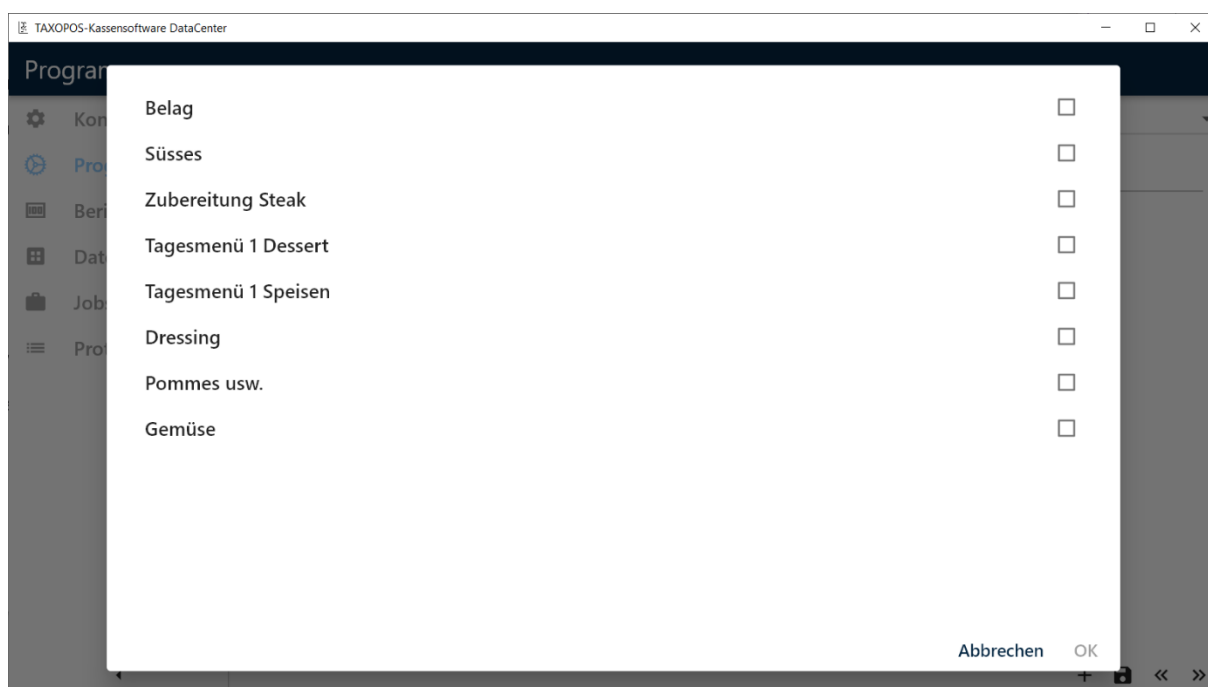 TAXOPOS-Kassensoftware DataCenter
Belag
Süsses
Zubereitung Steak
Tagesmenü 1 Dessert
Tagesmenü 1 Speisen
Dressing
Pommes usw.
Gemüse
Abbrechen OK